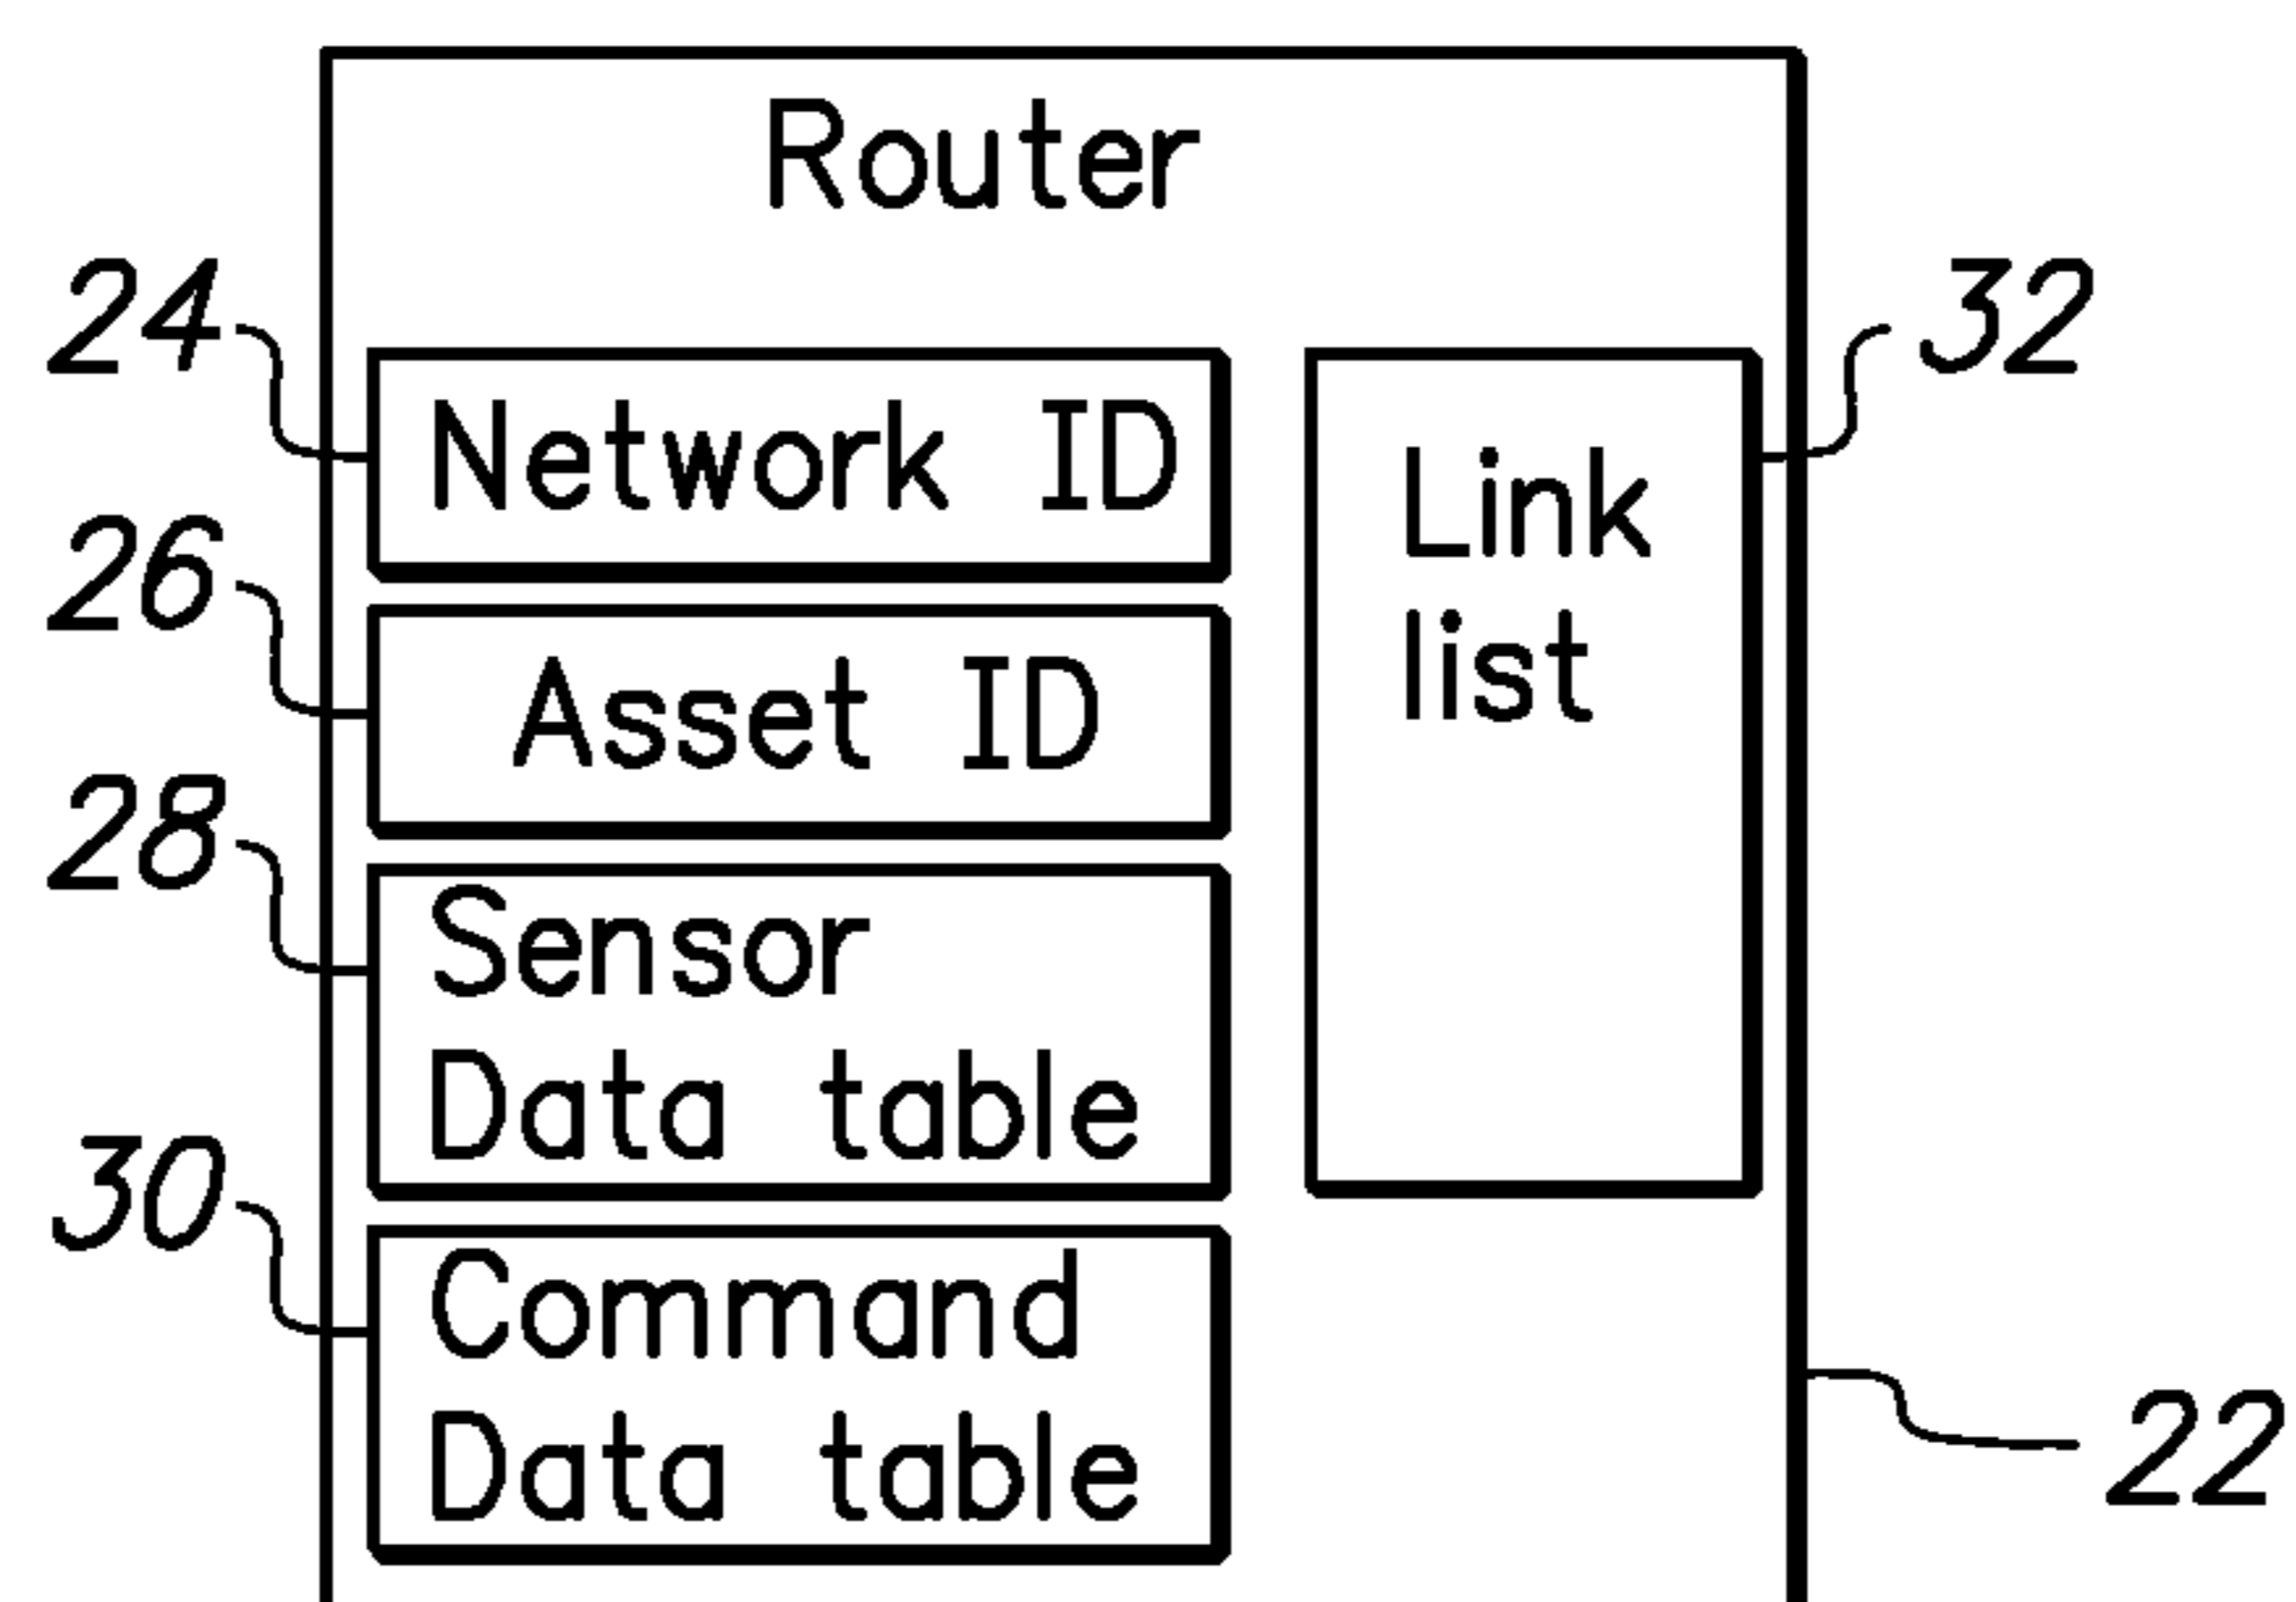 Router
24
Network ID
32
Link
list
26
Asset ID
28
Sensor
Data table
30
Command
Data table
22